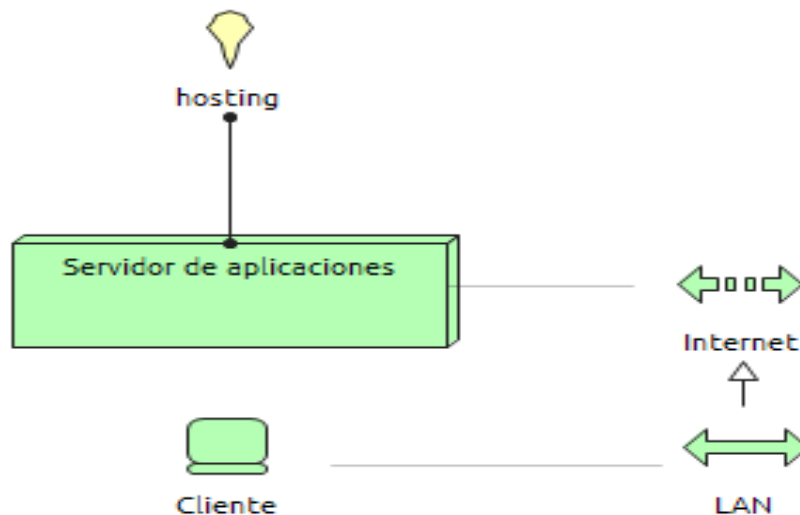 hosting
Servidor de aplicaciones
Internet
Cliente
LAN